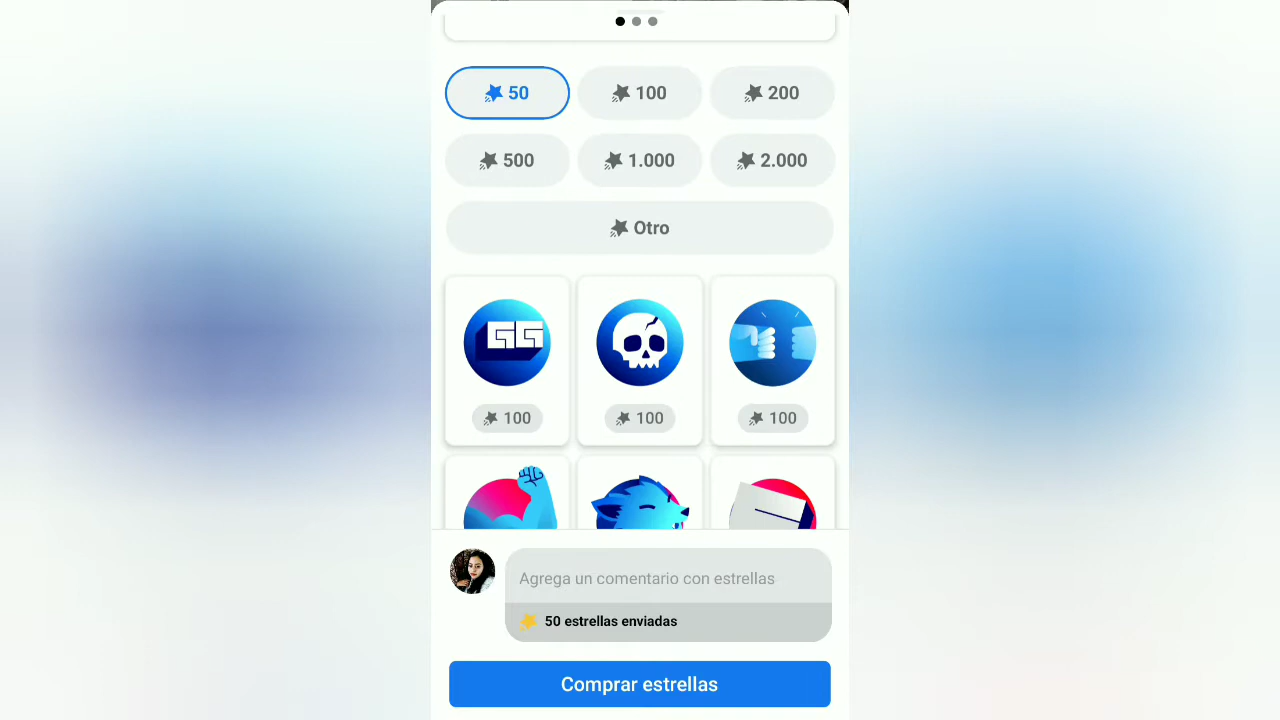 50
100
200
500
1.000
2.000
Otro
GG
100
100
100
Agrega un comentario con estrellas
50 estrellas enviadas
Comprar estrellas